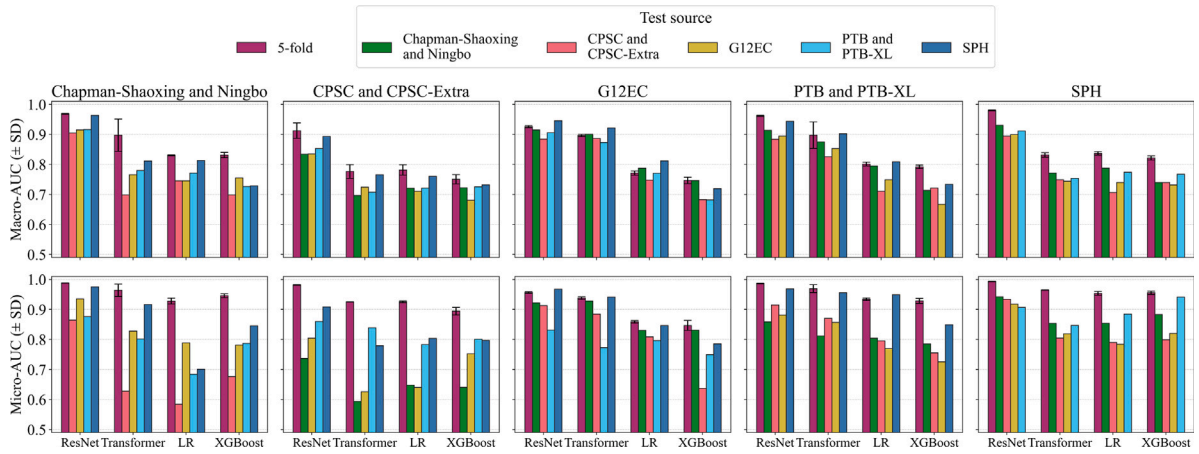 Test source
5-fold
Chapman-Shaoxing
and Ningbo
CPSC and
CPSC-Extra
G12EC
PTB and
PTB-XL
SPH
Chapman-Shaoxing and Ningbo
CPSC and CPSC-Extra
G12EC
PTB and PTB-XL
SPH
Macro-AUC (± SD)
1.0
0.9
0.8
0.7
0.6
0.5
Micro-AUC (± SD)
1.0
0.9
0.8
0.7
0.6
0.5
ResNet Transformer LR XGBoost
ResNet Transformer LR XGBoost
ResNet Transformer LR XGBoost
ResNet Transformer LR XGBoost
ResNet Transformer LR XGBoost